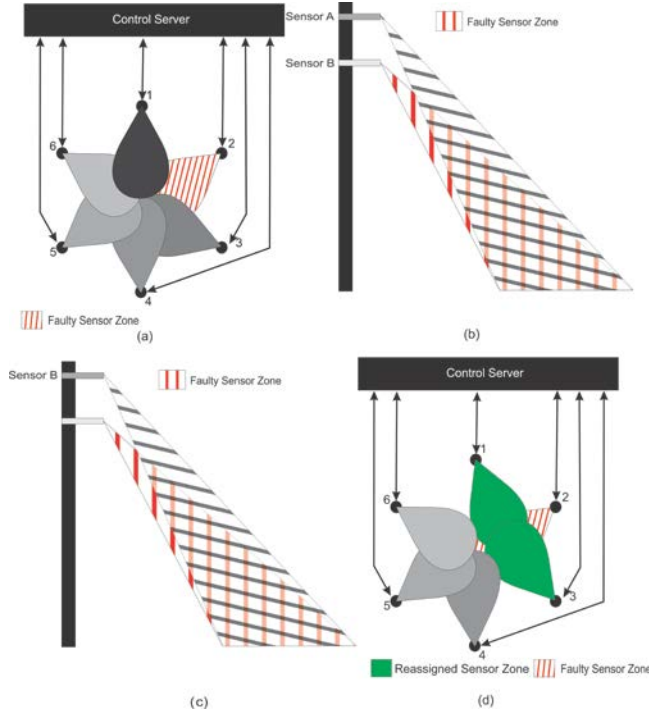 Control Server
1
2
3
4
5
6
Faulty Sensor Zone
(a)
Sensor A
Sensor B
Faulty Sensor Zone
(b)
Sensor B
Faulty Sensor Zone
(c)
Control Server
1
2
3
4
5
6
Reassigned Sensor Zone
Faulty Sensor Zone
(d)